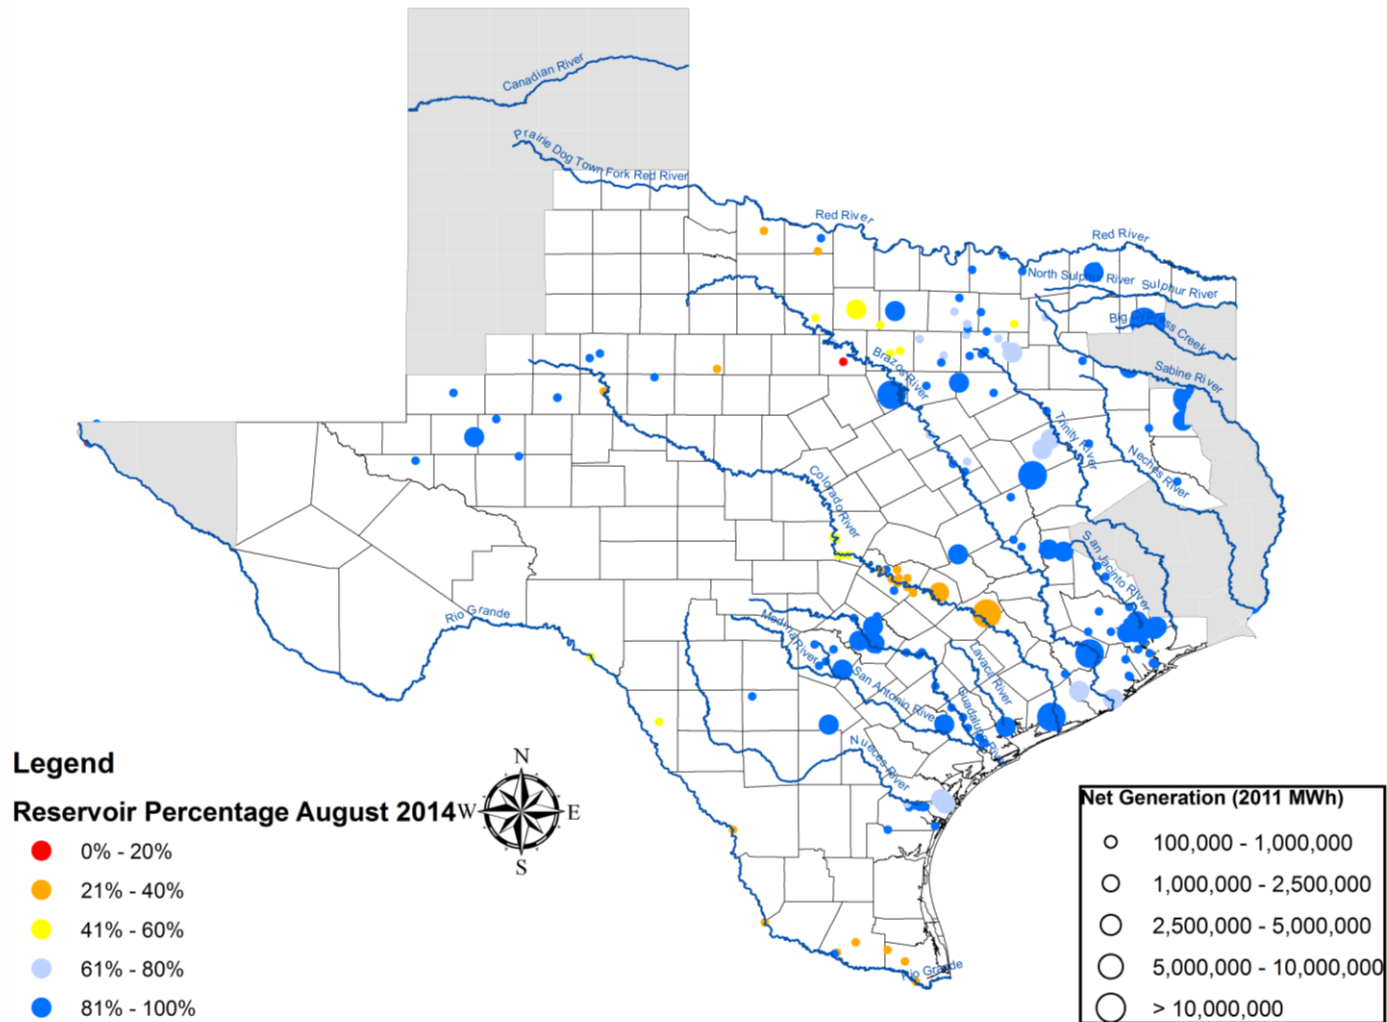 Canadian River
Prairie Dog Town Fork Red River
Red River
Red River
North Sulphur River
Sulphur River
Big Cypress Creek
Sabine River
Brazos River
Trinity River
Neches River
Colorado River
San Jacinto River
Rio Grande
Medina River
Lavaca River
San Antonio River
Guadalupe River
Nueces River
Rio Grande
Legend
Reservoir Percentage August 2014
0% - 20%
21% - 40%
41% - 60%
61% - 80%
81% - 100%
N
W
E
S
Net Generation (2011 MWh)
100,000 - 1,000,000
1,000,000 - 2,500,000
2,500,000 - 5,000,000
5,000,000 - 10,000,000
> 10,000,000